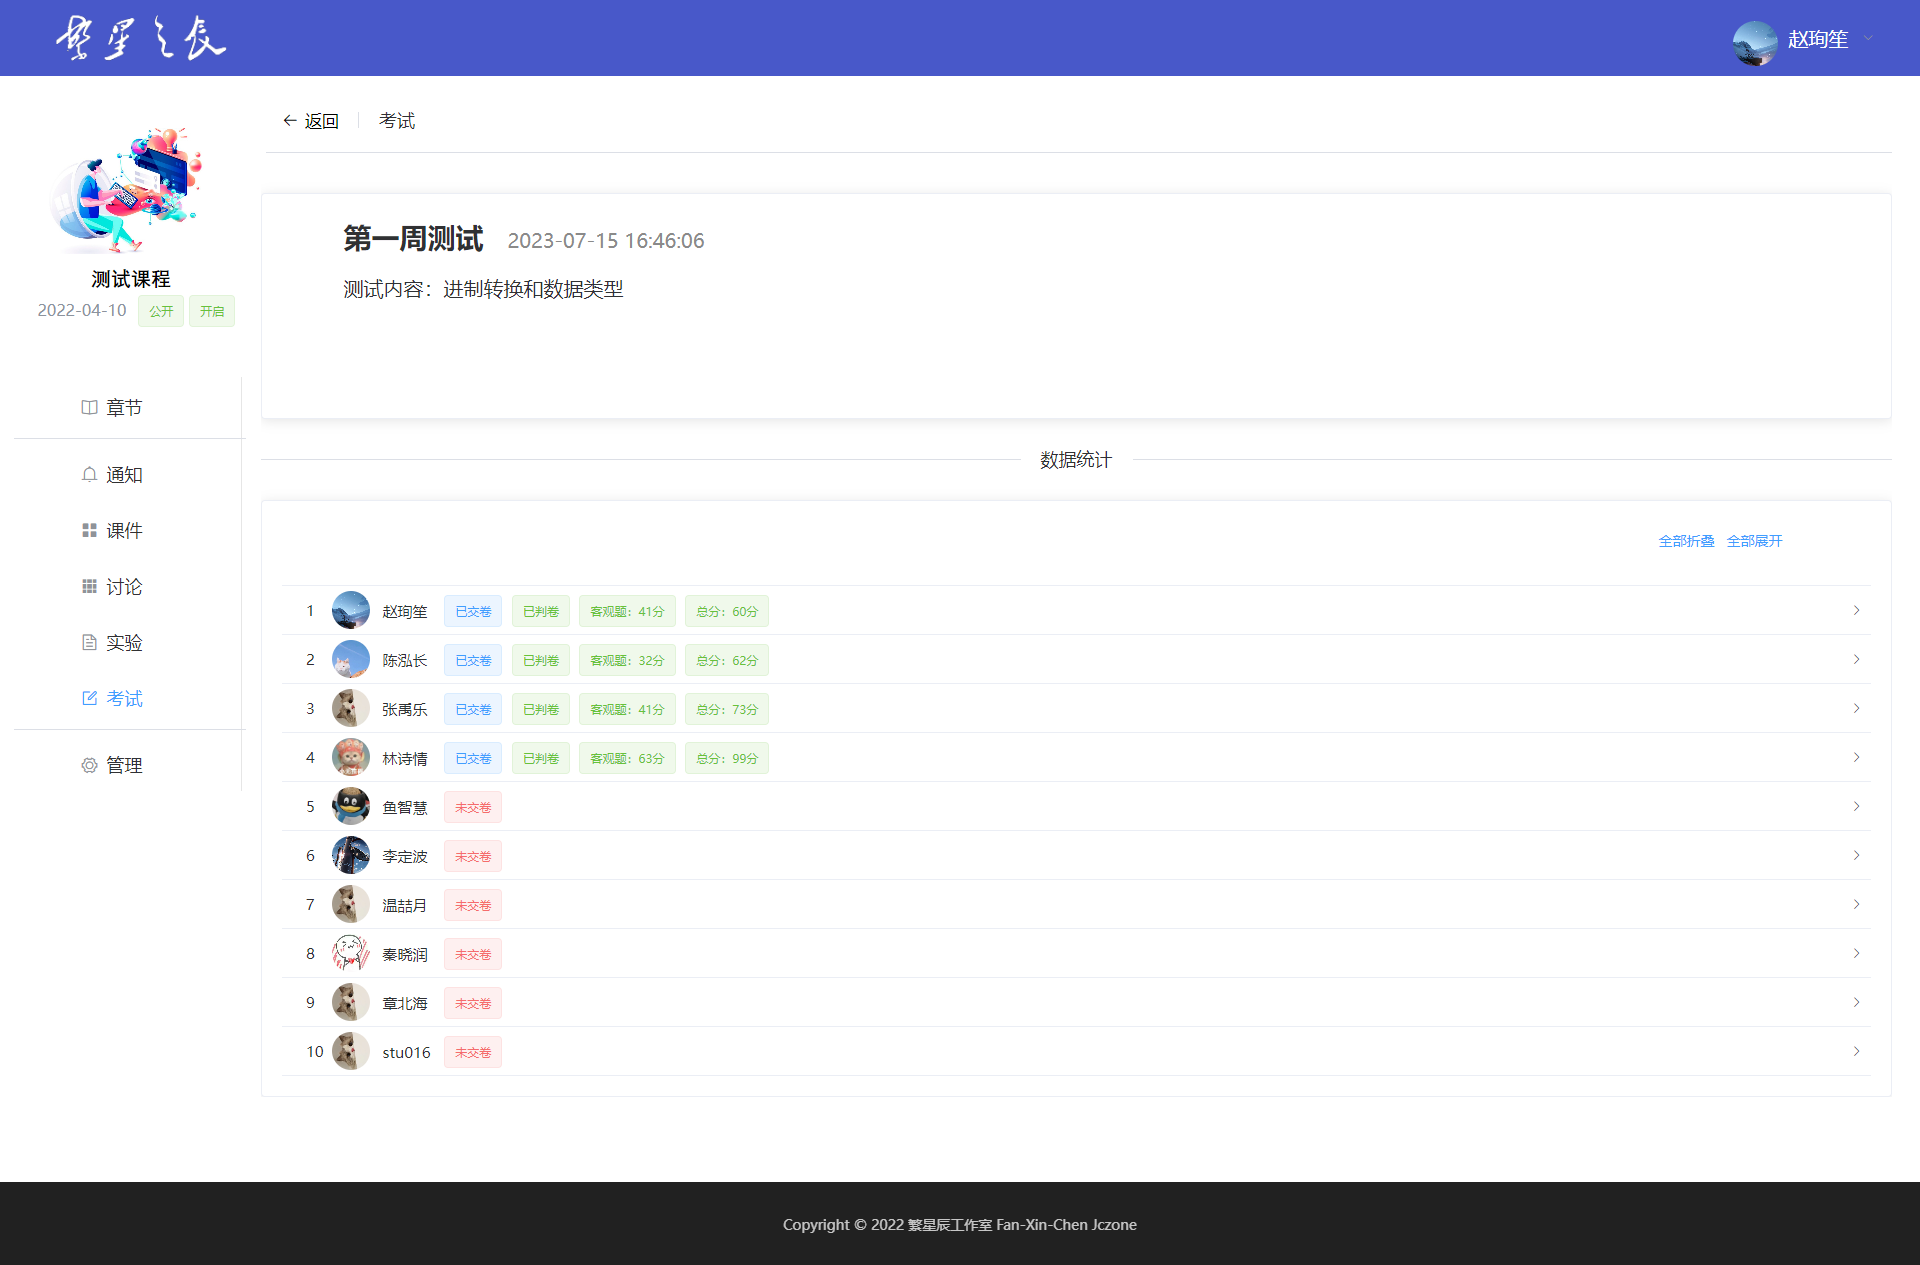 繁星之长
赵珣笙
返回
考试
测试课程
2022-04-10 公开 开启
章节
通知
课件
讨论
实验
考试
管理
第一周测试 2023-07-15 16:46:06
测试内容：进制转换和数据类型
数据统计
全部折叠 全部展开
1 赵珣笙 已交卷 已判卷 客观题：41分 总分：60分
2 陈泓长 已交卷 已判卷 客观题：32分 总分：62分
3 张禹乐 已交卷 已判卷 客观题：41分 总分：73分
4 林诗情 已交卷 已判卷 客观题：63分 总分：99分
5 鱼智慧 未交卷
6 李定波 未交卷
7 温喆月 未交卷
8 秦晓润 未交卷
9 章北海 未交卷
10 stu016 未交卷
Copyright © 2022 繁星辰工作室 Fan-Xin-Chen Jczone